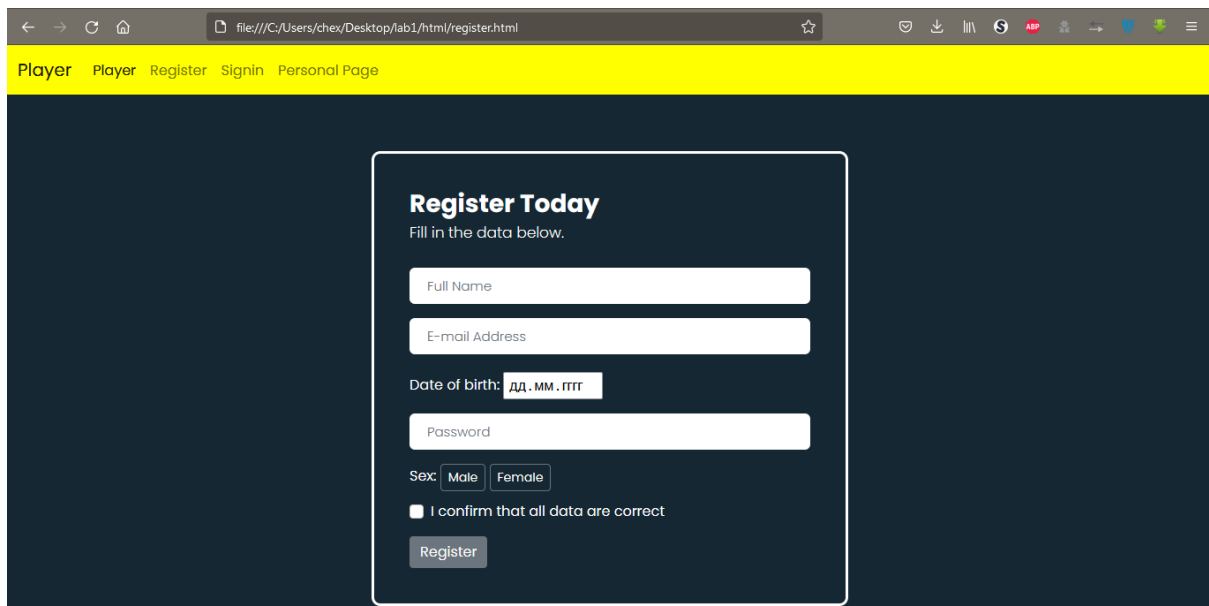 file:///C:/Users/chex/Desktop/lab1/html/register.html
ABP
Player Player Register Signin Personal Page
Register Today
Fill in the data below.
Full Name
E-mail Address
Date of birth: дд.мм.гггг
Password
Sex: Male Female
I confirm that all data are correct
Register